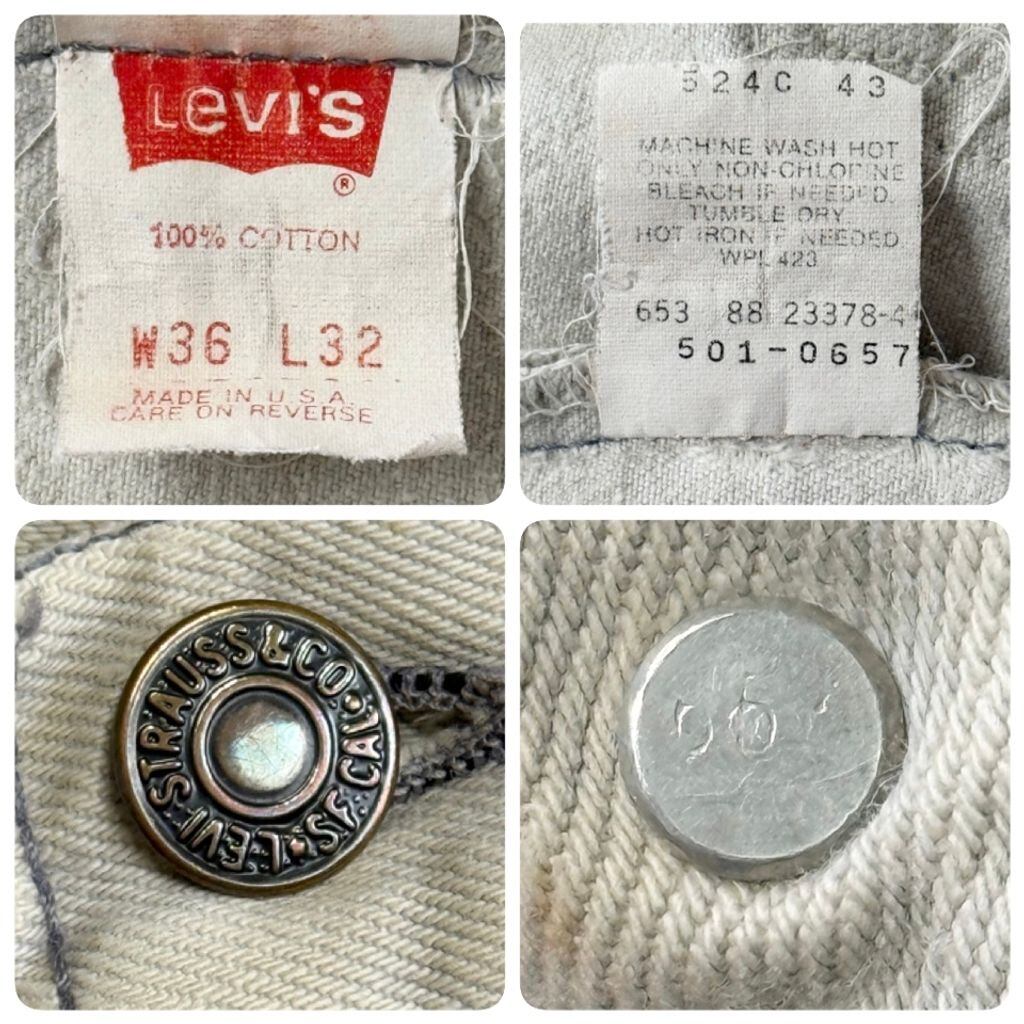 Levi's
®
100% COTTON
W36 L32
MADE IN U.S.A.
CARE ON REVERSE
524C 43
MACHINE WASH HOT
ONLY NON-CHLORINE
BLEACH IF NEEDED.
TUMBLE DRY
HOT IRON IF NEEDED
WPL 423
653 88 23378-4
501-0657
LEVI STRAUSS & CO. S.F. CAL.